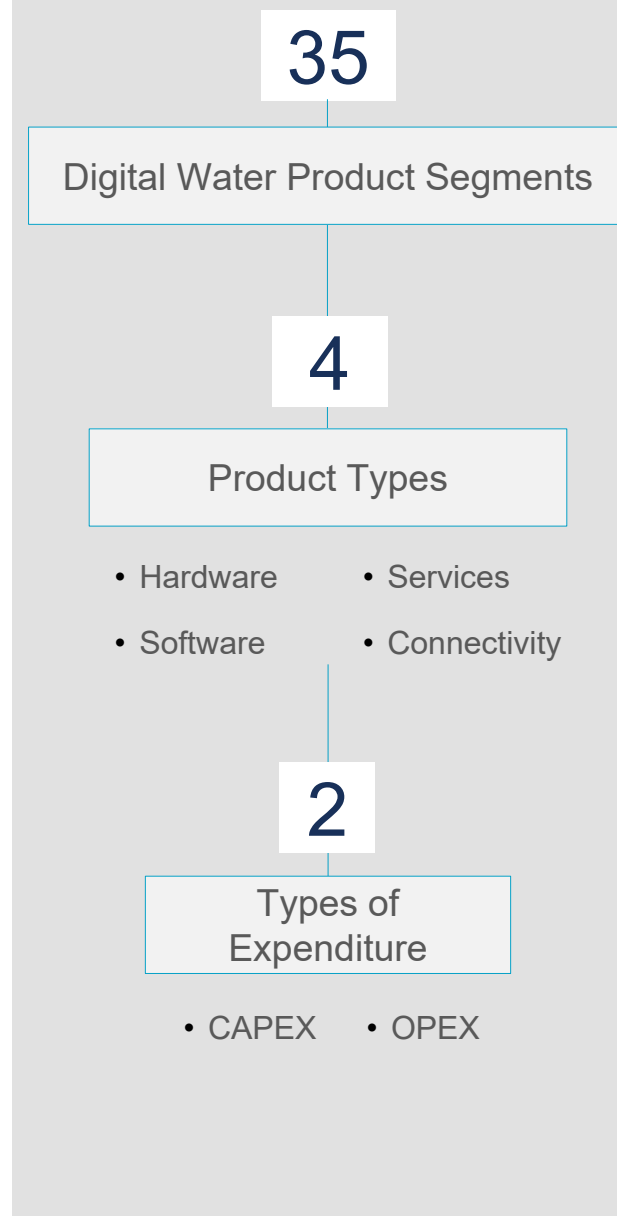 35
Digital Water Product Segments
4
Product Types
• Hardware
• Services
• Software
• Connectivity
2
Types of
Expenditure
• CAPEX
• OPEX